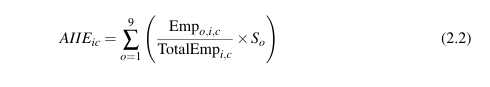 $AIIE_{ic} = \sum_{o=1}^{9} \left( \frac{\text{Emp}_{o,i,c}}{\text{TotalEmp}_{i,c}} \times S_o \right)$ (2.2)